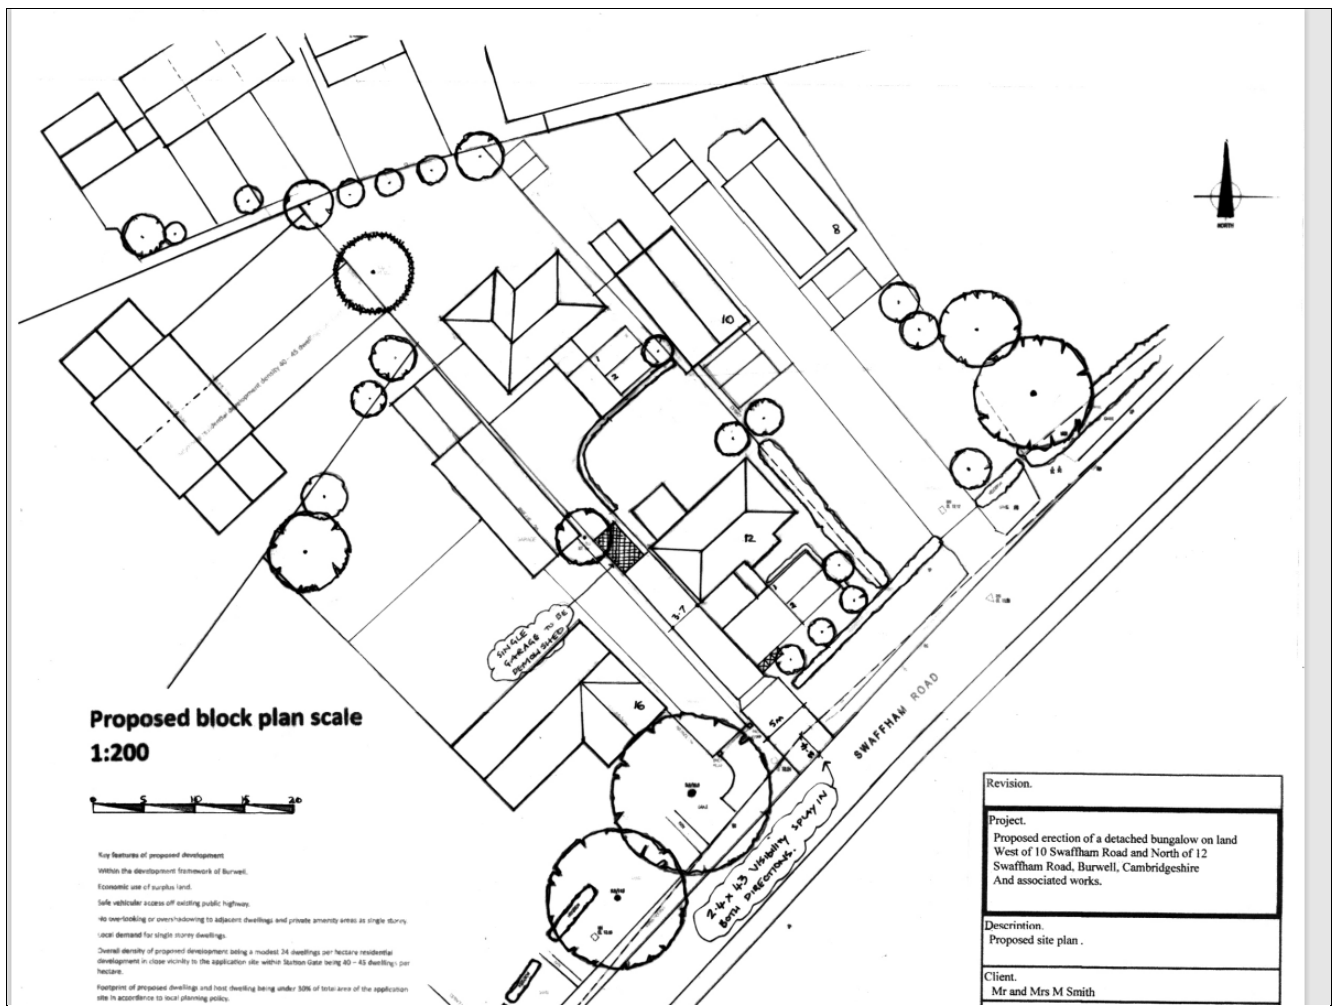 NORTH
8
10
1
2
12
1
2
3.7
SINGLE
GARAGE TO BE
DEMOLISHED
16
5m
SWAFFHAM ROAD
2.4 x 43 VISIBILITY SPLAY IN
BOTH DIRECTIONS.
Proposed block plan scale
1:200
0 5 10 15 20
Key features of proposed development
Within the development framework of Burwell.
Economic use of surplus land.
Safe vehicular access off existing public highway.
No overlooking or overshadowing to adjacent dwellings and private amenity areas as single storey.
Local demand for single storey dwellings.
Overall density of proposed development being a modest 24 dwellings per hectare residential
development in close vicinity to the application site within Station Gate being 40 – 45 dwellings per
hectare.
Footprint of proposed dwellings and host dwelling being under 30% of total area of the application
site in accordance to local planning policy.
Revision.
Project.
Proposed erection of a detached bungalow on land
West of 10 Swaffham Road and North of 12
Swaffham Road, Burwell, Cambridgeshire
And associated works.
Description.
Proposed site plan .
Client.
Mr and Mrs M Smith